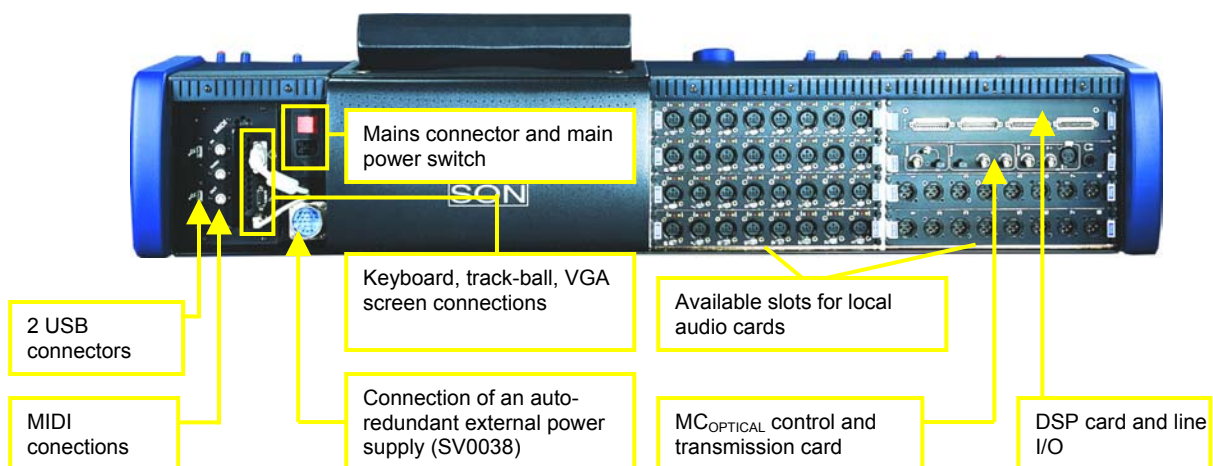 MIDI
SON
Mains connector and main
power switch
Keyboard, track-ball, VGA
screen connections
Available slots for local
audio cards
2 USB
connectors
MIDI
conections
Connection of an auto-
redundant external power
supply (SV0038)
MCOPTICAL control and
transmission card
DSP card and line
I/O